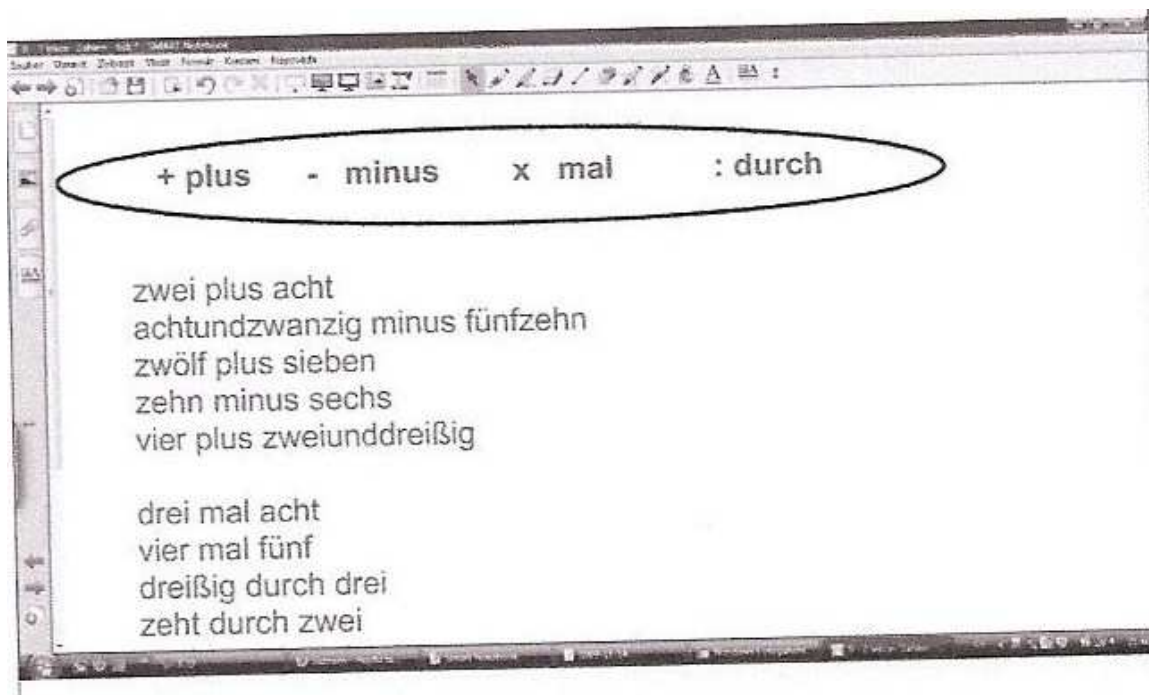 + plus - minus x mal : durch
zwei plus acht
achtundzwanzig minus fünfzehn
zwölf plus sieben
zehn minus sechs
vier plus zweiunddreißig
drei mal acht
vier mal fünf
dreißig durch drei
zeht durch zwei